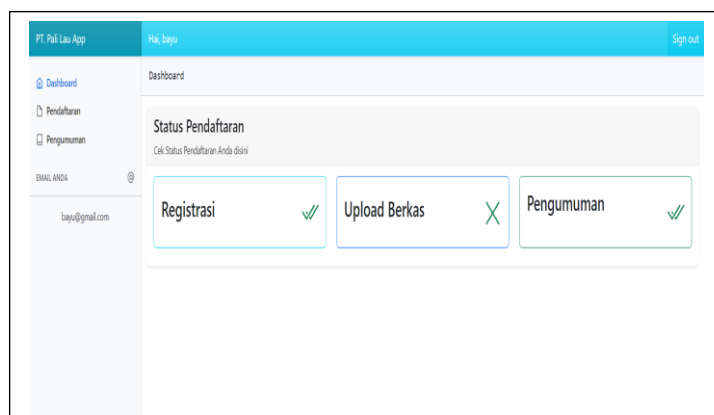 PT. Pali Lau App
Hai, bayu
Sign out
Dashboard
Pendaftaran
Pengumuman
EMAIL ANDA @
bayu@gmail.com
Dashboard
Status Pendaftaran
Cek Status Pendaftaran Anda disini
Registrasi
Upload Berkas
Pengumuman